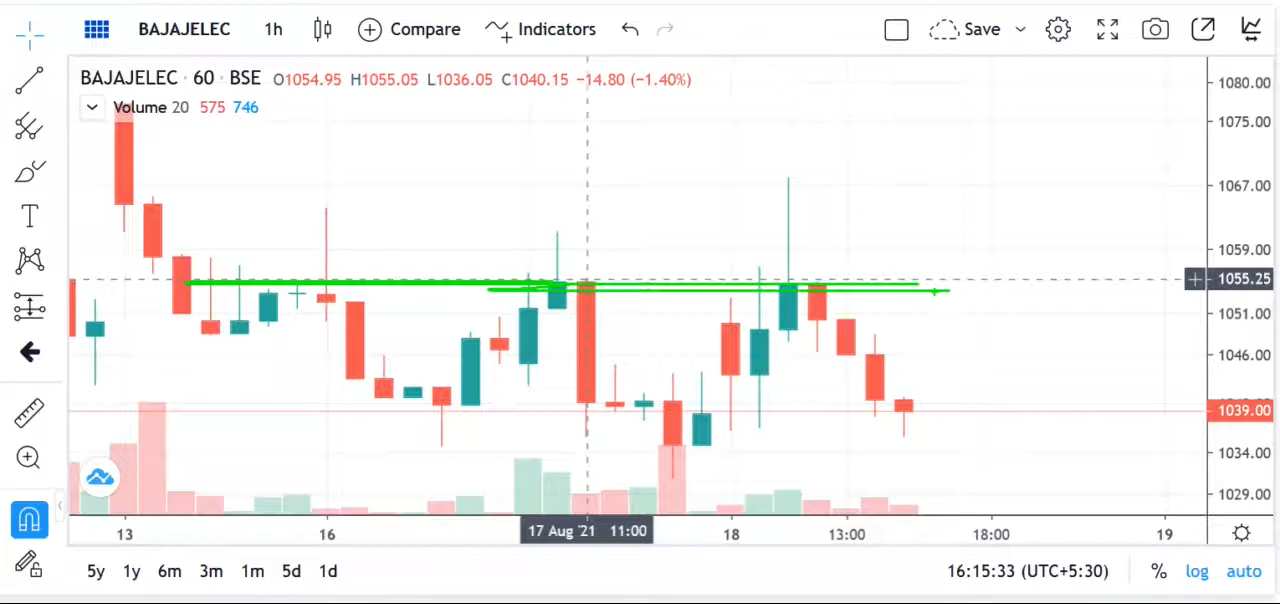 BAJAJELEC 1h Compare Indicators Save
BAJAJELEC · 60 · BSE O1054.95 H1055.05 L1036.05 C1040.15 −14.80 (−1.40%)
Volume 20 575 746
1080.00
1075.00
1067.00
1059.00
1055.25
1051.00
1046.00
1039.00
1034.00
1029.00
13 16 17 Aug '21 11:00 18 13:00 18:00 19
5y 1y 6m 3m 1m 5d 1d 16:15:33 (UTC+5:30) % log auto